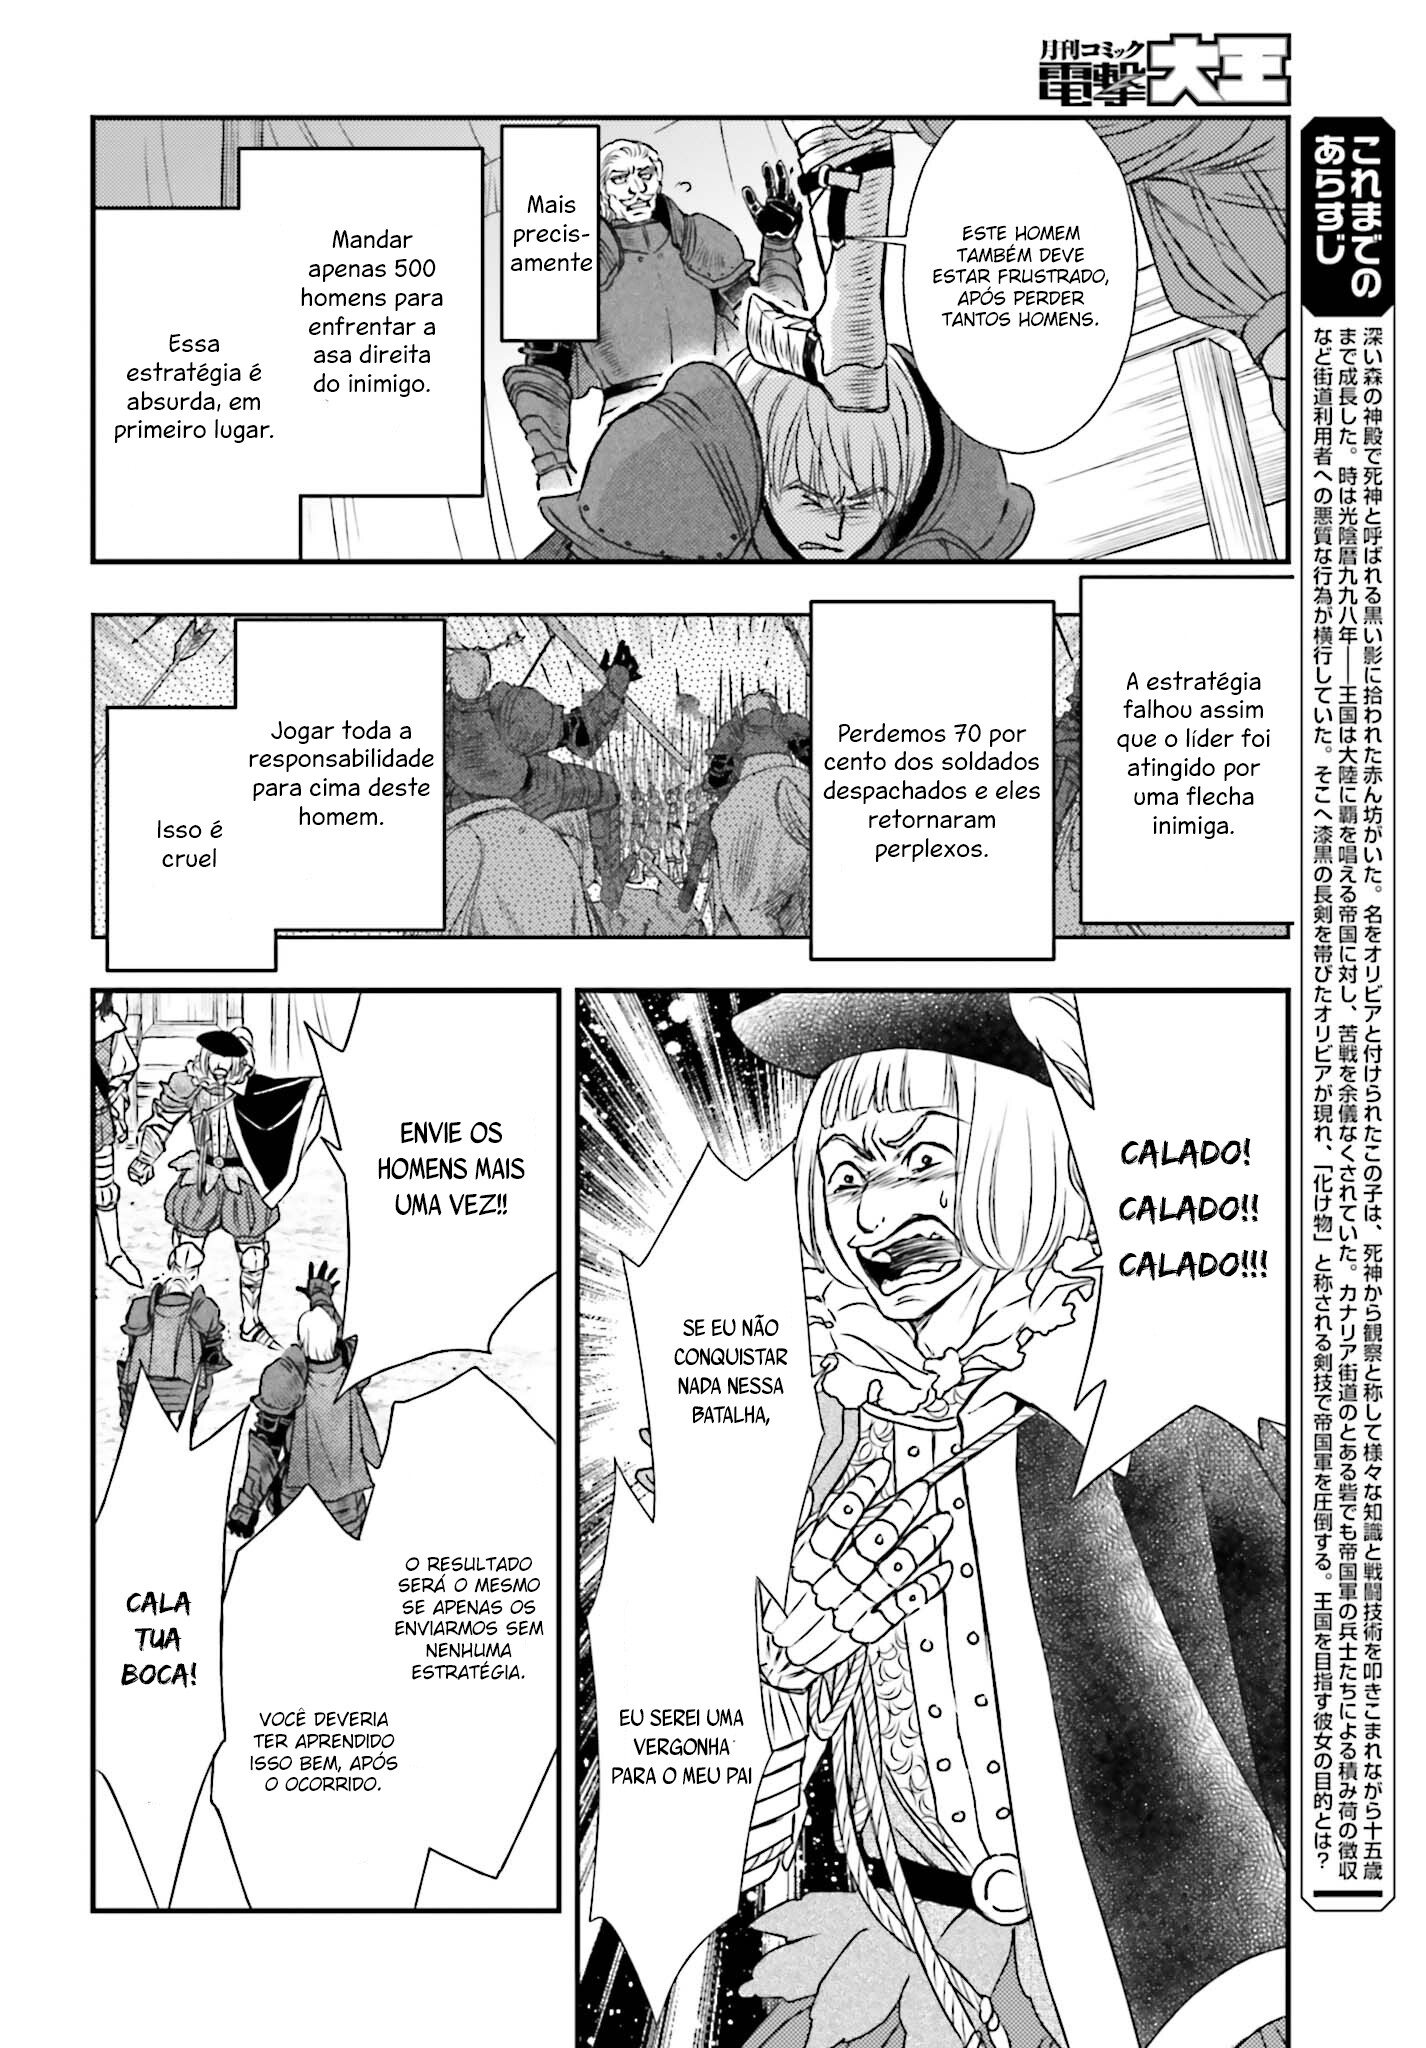 月刊コミック
電撃大王
これまでの
あらすじ
深い森の神殿で死神と呼ばれる黒い影に拾われた赤ん坊がいた。名をオリビアと付けられたこの子は、死神から観察と称して様々な知識と戦闘技術を叩きこまれながら十五歳
まで成長した。時は光陰暦九九八年――王国は大陸に覇を唱える帝国に対し、苦戦を余儀なくされていた。カナリア街道のとある砦でも帝国軍の兵士たちによる積み荷の徴収
など街道利用者への悪質な行為が横行していた。そこへ漆黒の長剣を帯びたオリビアが現れ、「化け物」と称される剣技で帝国軍を圧倒する。王国を目指す彼女の目的とは？
ESTE HOMEM
TAMBÉM DEVE
ESTAR FRUSTRADO,
APÓS PERDER
TANTOS HOMENS.
Mais
precis-
amente
Mandar
apenas 500
homens para
enfrentar a
asa direita
do inimigo.
Essa
estratégia é
absurda, em
primeiro lugar.
A estratégia
falhou assim
que o líder foi
atingido por
uma flecha
inimiga.
Perdemos 70 por
cento dos soldados
despachados e eles
retornaram
perplexos.
Jogar toda a
responsabilidade
para cima deste
homem.
Isso é
cruel
CALADO!
CALADO!!
CALADO!!!
SE EU NÃO
CONQUISTAR
NADA NESSA
BATALHA,
EU SEREI UMA
VERGONHA
PARA O MEU PAI
ENVIE OS
HOMENS MAIS
UMA VEZ!!
O RESULTADO
SERÁ O MESMO
SE APENAS OS
ENVIARMOS SEM
NENHUMA
ESTRATÉGIA.
VOCÊ DEVERIA
TER APRENDIDO
ISSO BEM, APÓS
O OCORRIDO.
CALA
TUA
BOCA!